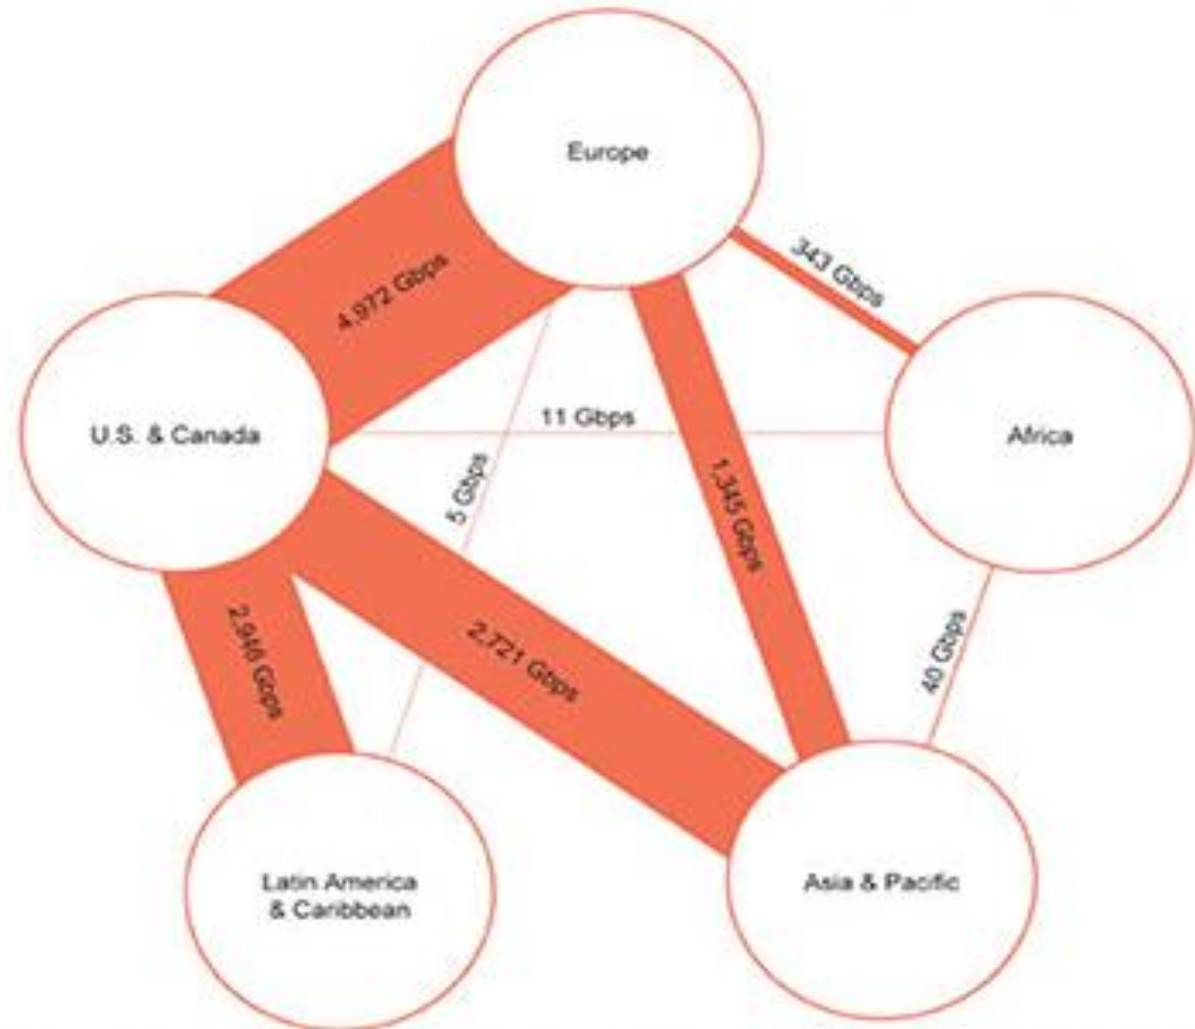 Europe
4,972 Gbps
343 Gbps
U.S. & Canada
11 Gbps
Africa
5 Gbps
1,345 Gbps
2,946 Gbps
2,721 Gbps
40 Gbps
Latin America
& Caribbean
Asia & Pacific